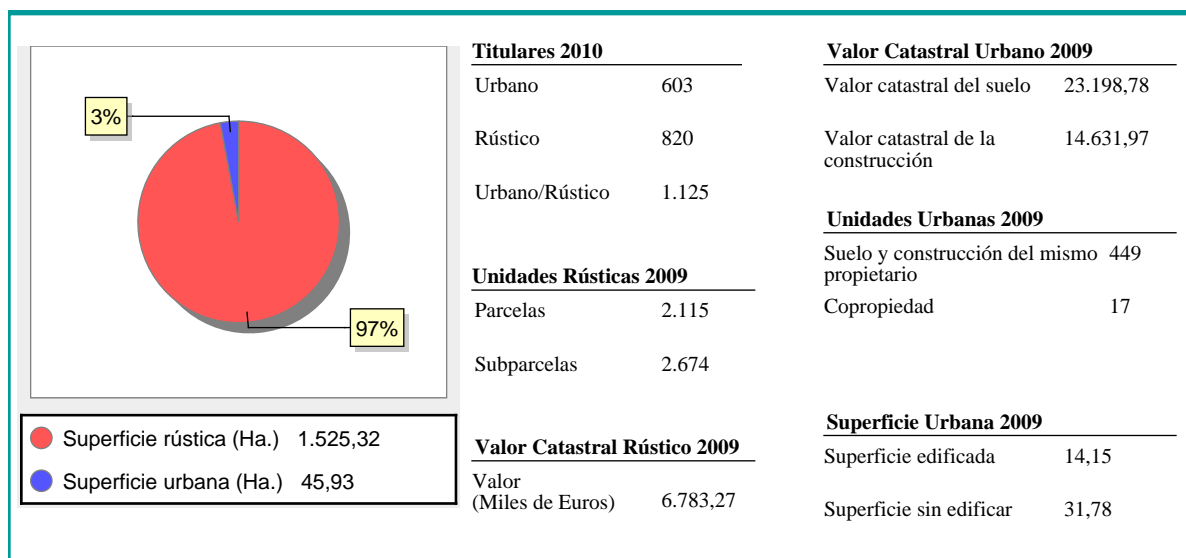 3%
97%
Superficie rústica (Ha.) 1.525,32
Superficie urbana (Ha.) 45,93
Titulares 2010
Urbano 603
Rústico 820
Urbano/Rústico 1.125
Unidades Rústicas 2009
Parcelas 2.115
Subparcelas 2.674
Valor Catastral Rústico 2009
Valor
(Miles de Euros) 6.783,27
Valor Catastral Urbano 2009
Valor catastral del suelo 23.198,78
Valor catastral de la 14.631,97
construcción
Unidades Urbanas 2009
Suelo y construcción del mismo 449
propietario
Copropiedad 17
Superficie Urbana 2009
Superficie edificada 14,15
Superficie sin edificar 31,78